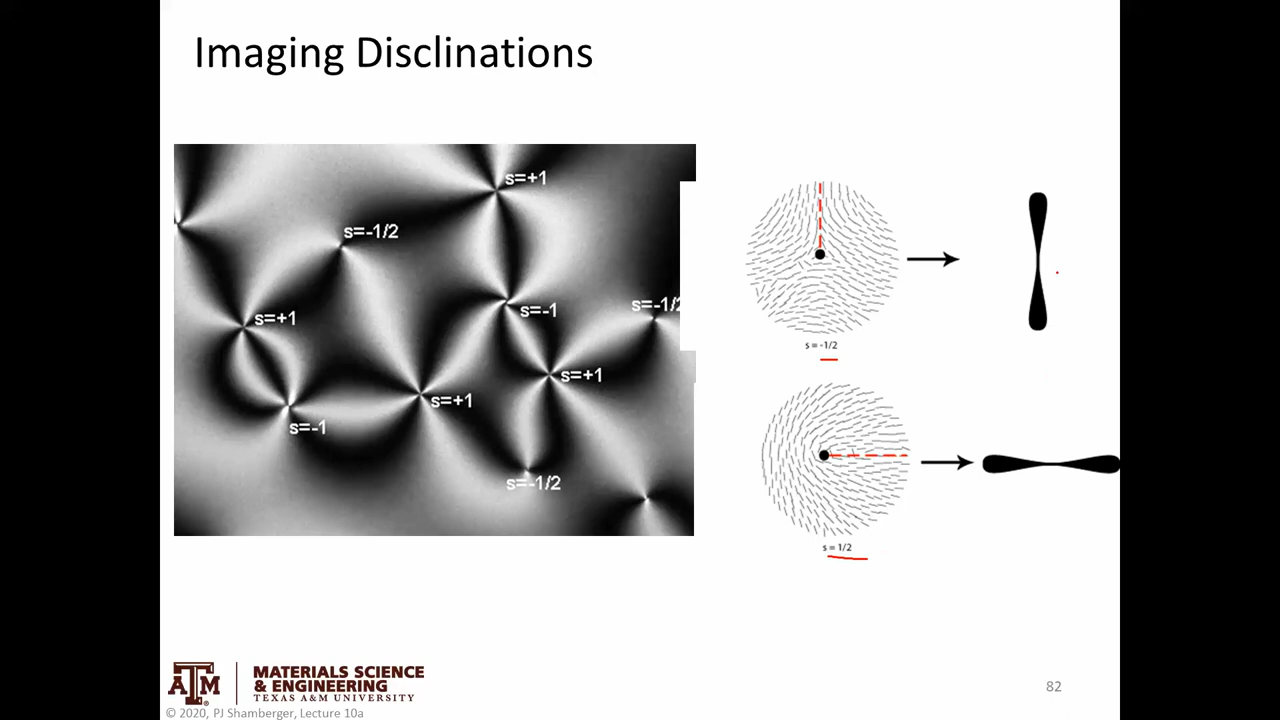 Imaging Disclinations
s=+1
s=-1/2
s=-1/2
s=-1
s=+1
s=+1
s=+1
s=-1
s=-1/2
s = -1/2
s = 1/2
ATM
MATERIALS SCIENCE
& ENGINEERING
TEXAS A&M UNIVERSITY
82
© 2020, PJ Shamberger, Lecture 10a